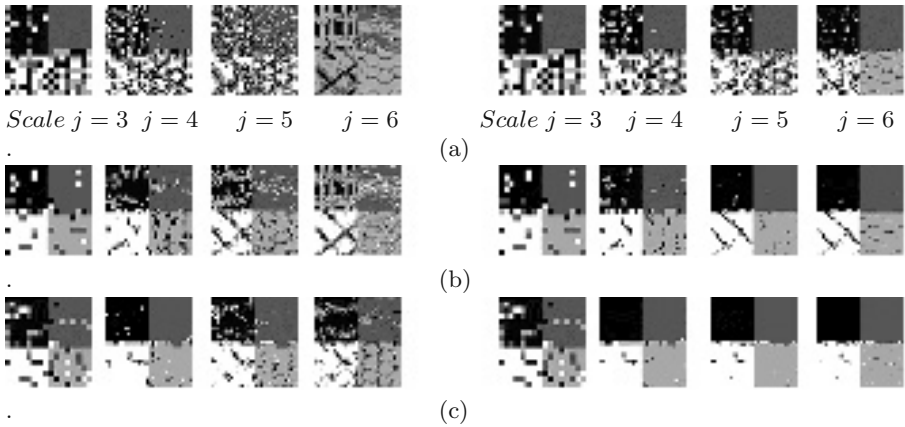 Scale j = 3 j = 4 j = 5 j = 6 Scale j = 3 j = 4 j = 5 j = 6
. (a)
. (b)
. (c)